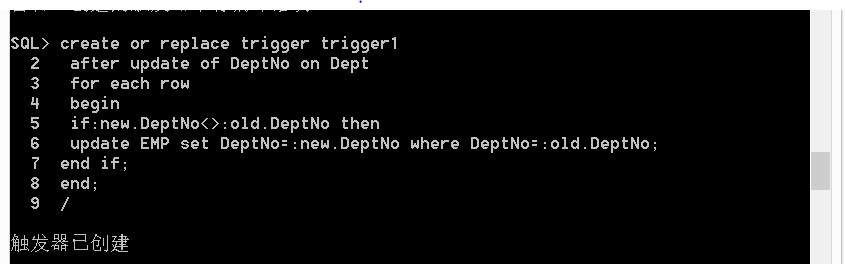 SQL> create or replace trigger trigger1
2 after update of DeptNo on Dept
3 for each row
4 begin
5 if:new.DeptNo<>:old.DeptNo then
6 update EMP set DeptNo=:new.DeptNo where DeptNo=:old.DeptNo;
7 end if;
8 end;
9 /
触发器已创建